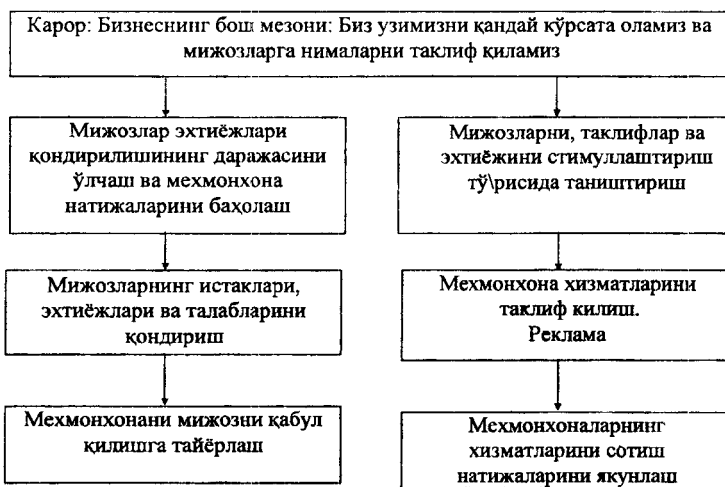 Карор: Бизнеснинг бош мезони: Биз узимизни қандай кўрсата оламиз ва
мижозларга нималарни таклиф қиламиз
Мижозлар эхтиёжлари
қондирилишининг даражасини
ўлчаш ва мехмонхона
натижаларини баҳолаш
Мижозларни, таклифлар ва
эхтиёжини стимуллаштириш
тў\рисида таништириш
Мижозларнинг истаклари,
эхтиёжлари ва талабларини
қондириш
Мехмонхона хизматларини
таклиф килиш.
Реклама
Мехмонхонани мижозни қабул
қилишга тайёрлаш
Мехмонхоналарнинг
хизматларини сотиш
натижаларини якунлаш